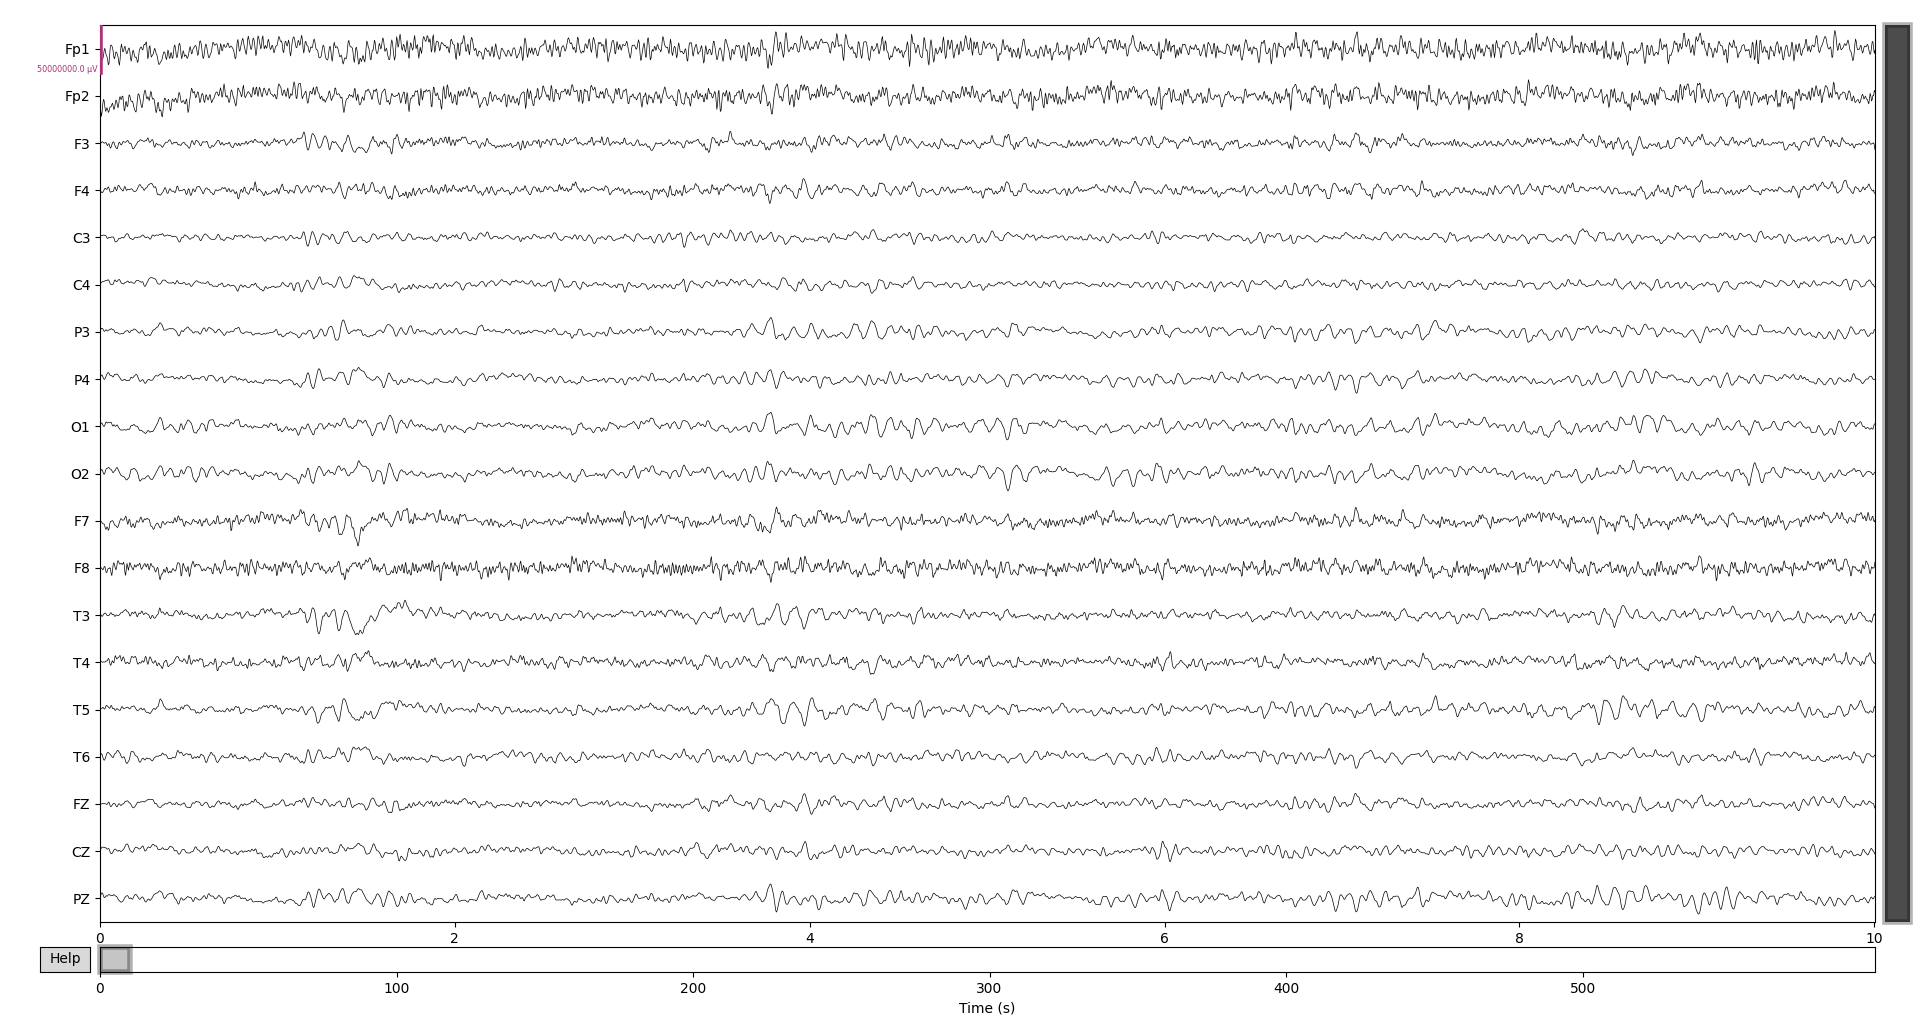 Fp1
50000000.0 µV
Fp2
F3
F4
C3
C4
P3
P4
O1
O2
F7
F8
T3
T4
T5
T6
FZ
CZ
PZ
0 2 4 6 8 10
Help
0 100 200 300 400 500
Time (s)